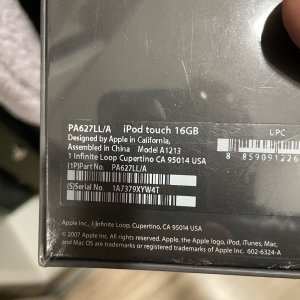 PA627LL/A iPod touch 16GB
Designed by Apple in California,
Assembled in China Model A1213
1 Infinite Loop Cupertino CA 95014 USA
(1P)Part No. PA627LL/A
(S)Serial No. 1A7379XYW4T
UPC
8 85909 1226
Apple Inc., 1 Infinite Loop, Cupertino, CA 95014 USA
© 2007 Apple Inc. All rights reserved. Apple, the Apple logo, iPod, iTunes, Mac,
and Mac OS are trademarks of Apple Inc. 602-6324-A